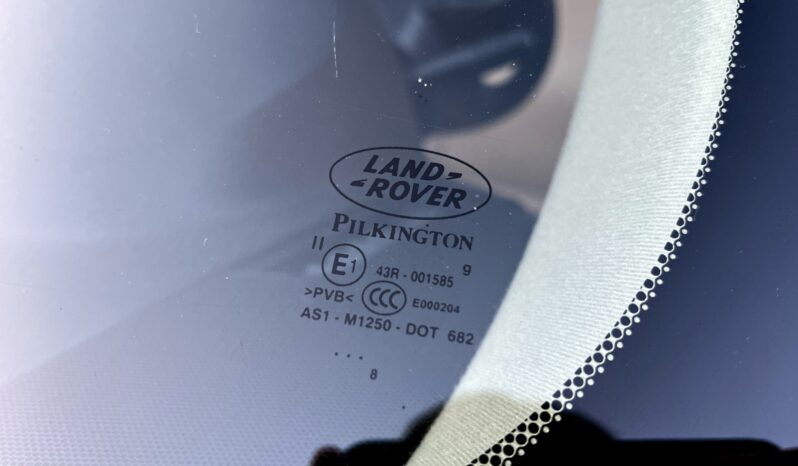 LAND
ROVER
PILKINGTON
II 9
E1 43R - 001585
>PVB< CCC E000204
AS1 - M1250 - DOT 682
...
8